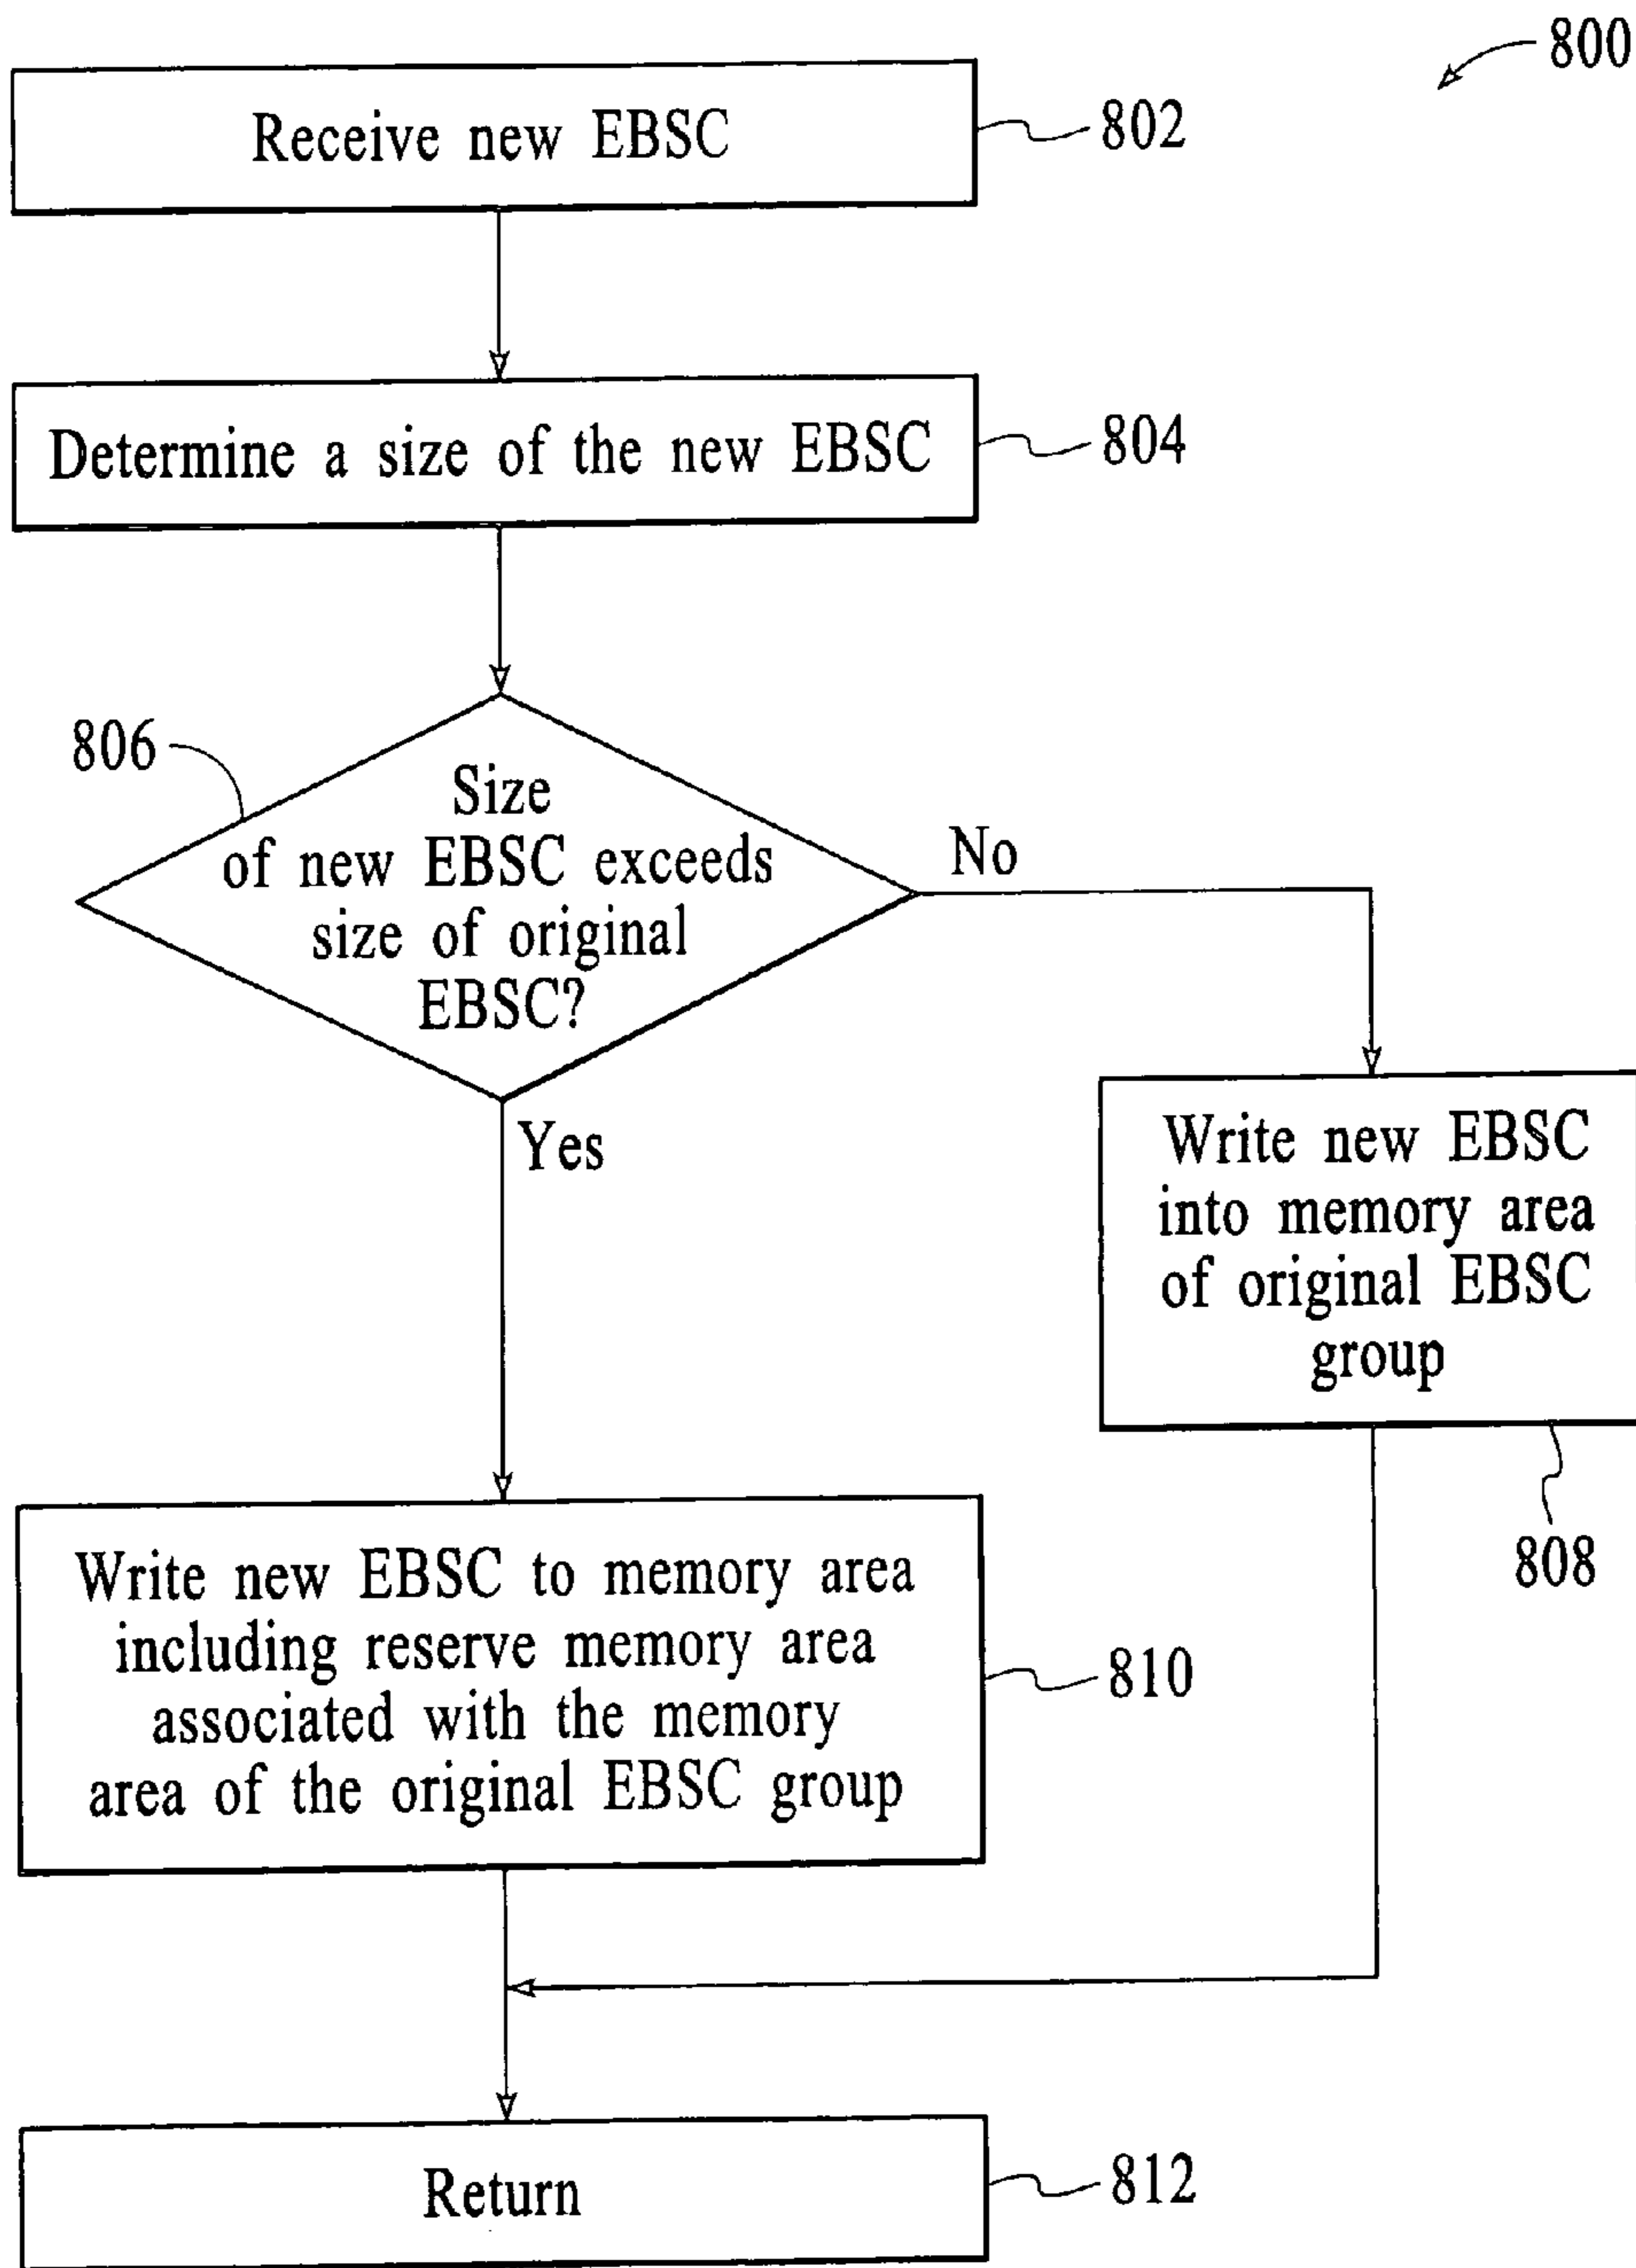 800
Receive new EBSC
802
Determine a size of the new EBSC
804
806
Size
of new EBSC exceeds
size of original
EBSC?
No
Yes
Write new EBSC
into memory area
of original EBSC
group
808
Write new EBSC to memory area
including reserve memory area
associated with the memory
area of the original EBSC group
810
Return
812